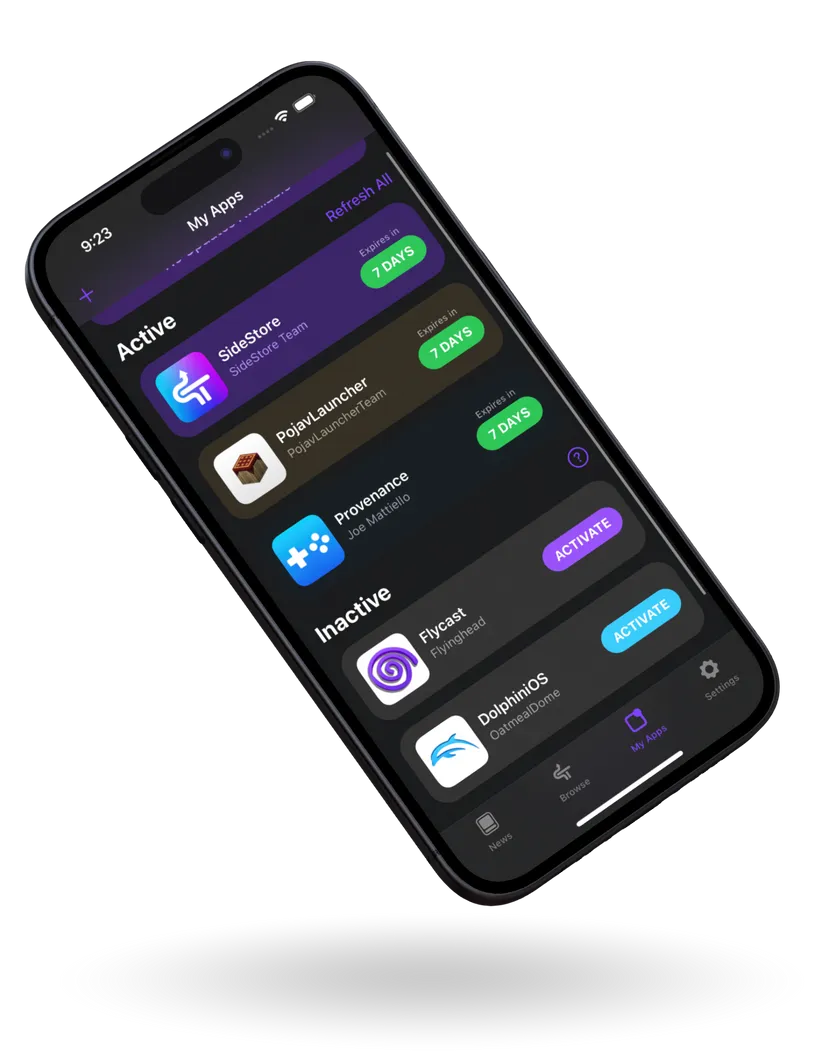 9:23
My Apps
Refresh All
Active
SideStore
SideStore Team
Expires in
7 DAYS
PojavLauncher
PojavLauncherTeam
Expires in
7 DAYS
Provenance
Joe Mattiello
Expires in
7 DAYS
Inactive
?
Flycast
Flyinghead
ACTIVATE
DolphiniOS
OatmealDome
ACTIVATE
News
Browse
My Apps
Settings